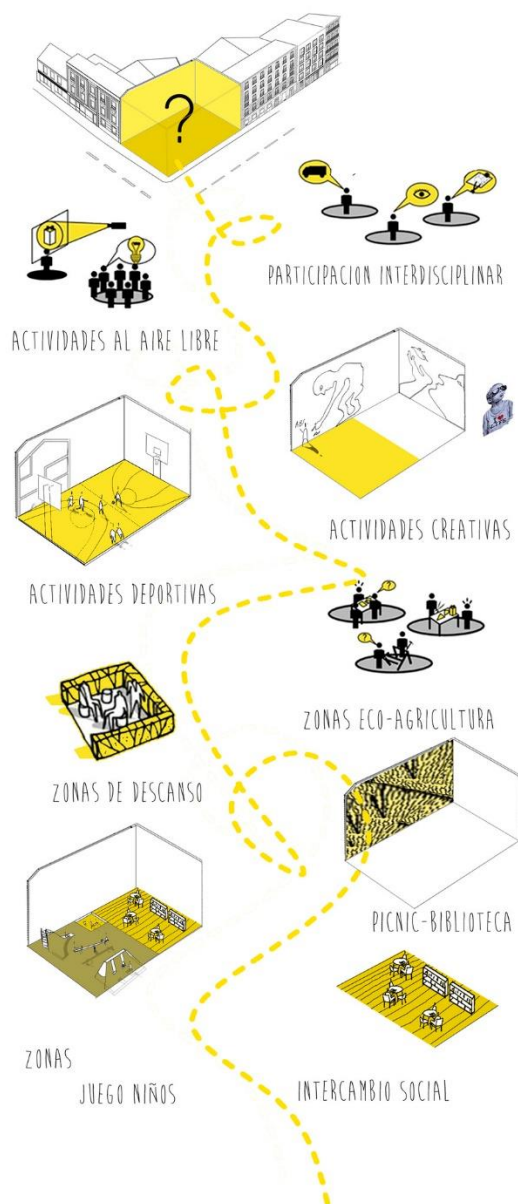 ?
PARTICIPACION INTERDISCIPLINAR
ACTIVIDADES AL AIRE LIBRE
ACTIVIDADES CREATIVAS
ACTIVIDADES DEPORTIVAS
?
?
ZONAS ECO-AGRICULTURA
ZONAS DE DESCANSO
PICNIC-BIBLIOTECA
ZONAS
JUEGO NIÑOS
INTERCAMBIO SOCIAL